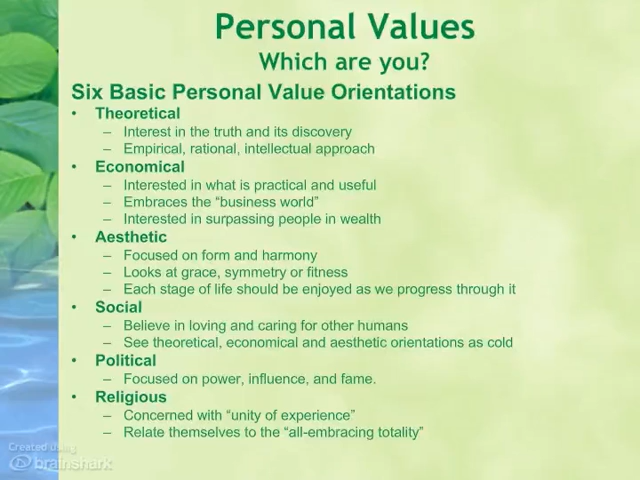 Personal Values
Which are you?
Six Basic Personal Value Orientations
• Theoretical
– Interest in the truth and its discovery
– Empirical, rational, intellectual approach
• Economical
– Interested in what is practical and useful
– Embraces the “business world”
– Interested in surpassing people in wealth
• Aesthetic
– Focused on form and harmony
– Looks at grace, symmetry or fitness
– Each stage of life should be enjoyed as we progress through it
• Social
– Believe in loving and caring for other humans
– See theoretical, economical and aesthetic orientations as cold
• Political
– Focused on power, influence, and fame.
• Religious
– Concerned with “unity of experience”
– Relate themselves to the “all-embracing totality”
Created using
brainshark